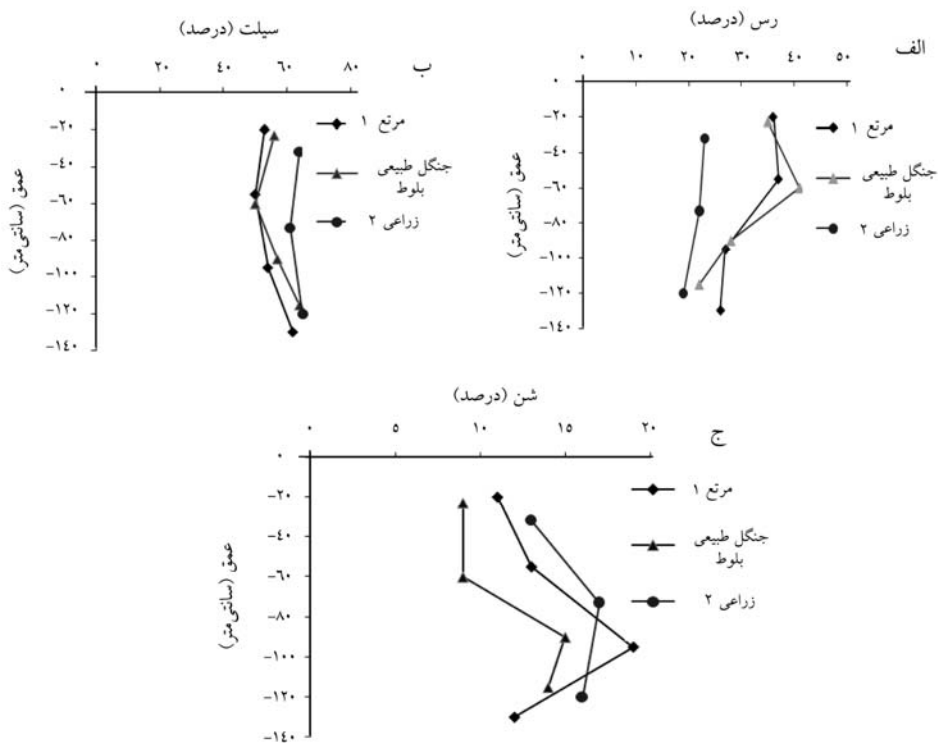 رس (درصد)
الف
۰ ۱۰ ۲۰ ۳۰ ۴۰ ۵۰
۰
-۲۰
-۴۰
-۶۰
-۸۰
-۱۰۰
-۱۲۰
-۱۴۰
عمق (سانتی‌متر)
مرتع ۱
جنگل طبیعی
بلوط
زراعی ۲
سیلت (درصد)
ب
۰ ۲۰ ۴۰ ۶۰ ۸۰
۰
-۲۰
-۴۰
-۶۰
-۸۰
-۱۰۰
-۱۲۰
-۱۴۰
عمق (سانتی‌متر)
مرتع ۱
جنگل طبیعی
بلوط
زراعی ۲
شن (درصد)
ج
۰ ۵ ۱۰ ۱۵ ۲۰
۰
-۲۰
-۴۰
-۶۰
-۸۰
-۱۰۰
-۱۲۰
-۱۴۰
عمق (سانتی‌متر)
مرتع ۱
جنگل طبیعی
بلوط
زراعی ۲